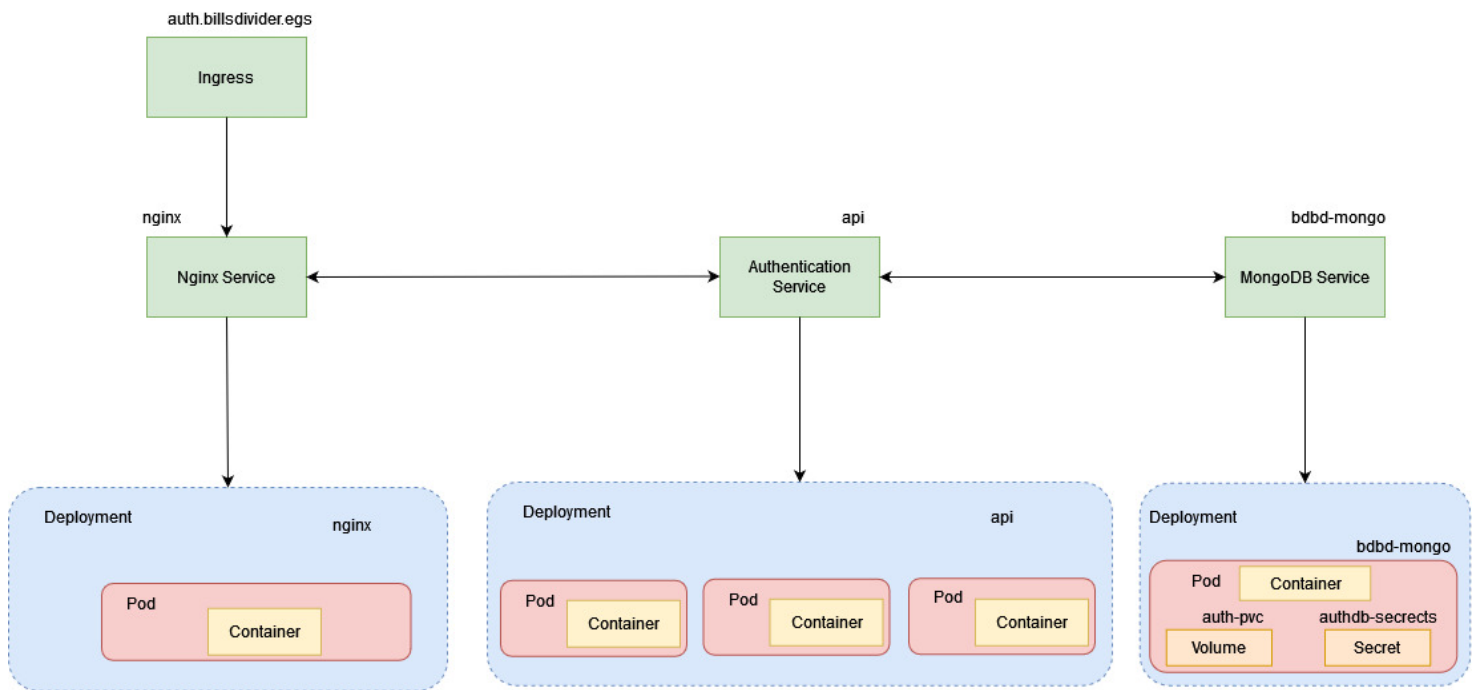 auth.billsdivider.egs
Ingress
nginx
api
bdbd-mongo
Nginx Service
Authentication
Service
MongoDB Service
Deployment
nginx
Pod
Container
Deployment
api
Pod
Container
Pod
Container
Pod
Container
Deployment
bdbd-mongo
Pod
Container
auth-pvc
authdb-secrects
Volume
Secret